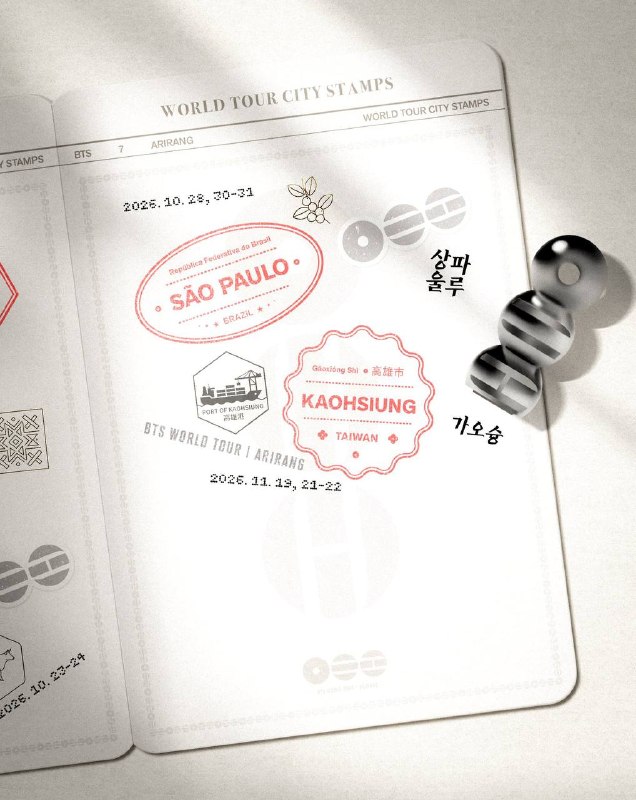 WORLD TOUR CITY STAMPS
Y STAMPS
BTS 7 ARIRANG
WORLD TOUR CITY STAMPS
2026.10.28, 30-31
República Federativa do Brasil
SÃO PAULO
BRAZIL
상파
울루
PORT OF KAOHSIUNG
高雄港
Gāoxióng Shì 高雄市
KAOHSIUNG
TAIWAN
가오슝
BTS WORLD TOUR | ARIRANG
2026.11.19, 21-22
2026.10.23-24